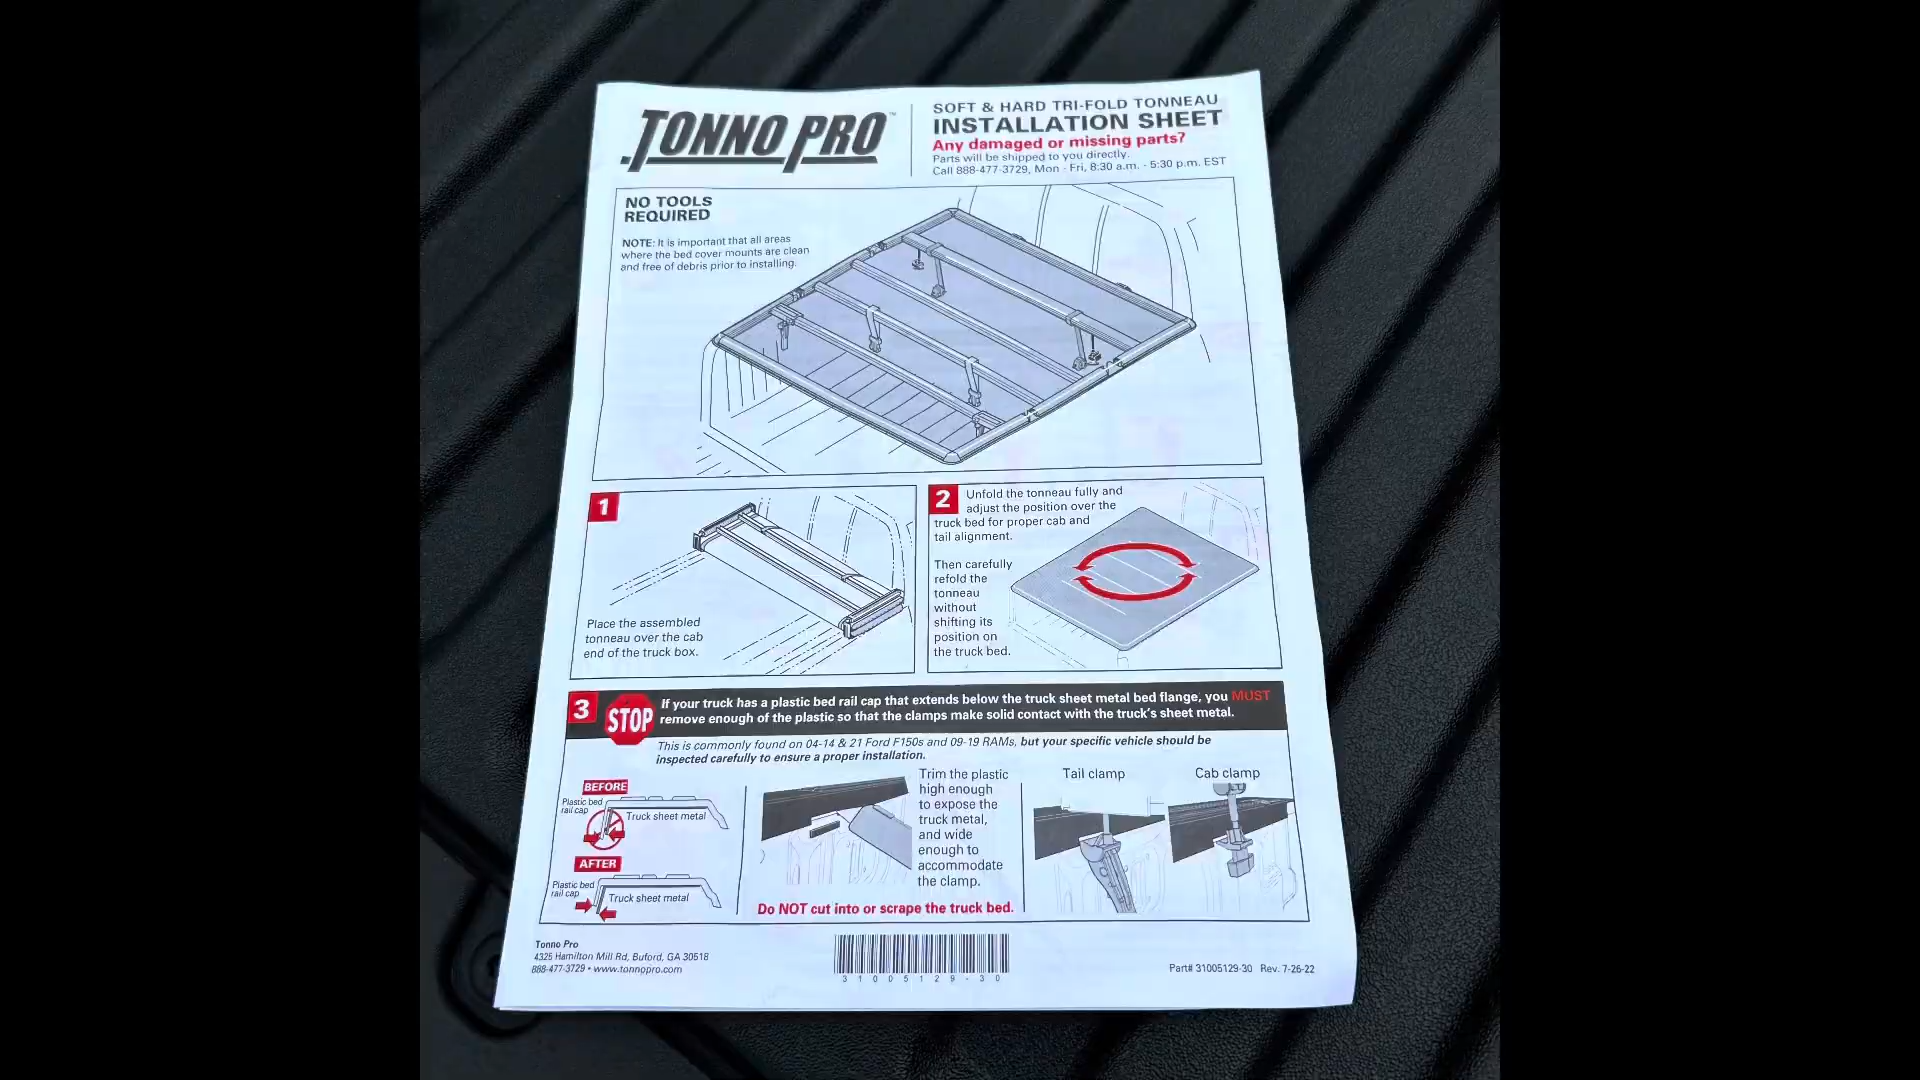 TONNO PRO™
SOFT & HARD TRI-FOLD TONNEAU
INSTALLATION SHEET
Any damaged or missing parts?
Parts will be shipped to you directly.
Call 888-477-3729, Mon - Fri, 8:30 a.m. - 5:30 p.m. EST
NO TOOLS
REQUIRED
NOTE: It is important that all areas
where the bed cover mounts are clean
and free of debris prior to installing.
1
Place the assembled
tonneau over the cab
end of the truck box.
2
Unfold the tonneau fully and
adjust the position over the
truck bed for proper cab and
tail alignment.
Then carefully
refold the
tonneau
without
shifting its
position on
the truck bed.
3
STOP
If your truck has a plastic bed rail cap that extends below the truck sheet metal bed flange, you MUST
remove enough of the plastic so that the clamps make solid contact with the truck's sheet metal.
This is commonly found on 04-14 & 21 Ford F150s and 09-19 RAMs, but your specific vehicle should be
inspected carefully to ensure a proper installation.
BEFORE
Plastic bed
rail cap
Truck sheet metal
AFTER
Plastic bed
rail cap
Truck sheet metal
Trim the plastic
high enough
to expose the
truck metal,
and wide
enough to
accommodate
the clamp.
Do NOT cut into or scrape the truck bed.
Tail clamp
Cab clamp
Tonno Pro
4325 Hamilton Mill Rd, Buford, GA 30518
888-477-3729 • www.tonnopro.com
31005129-30
Part# 31005129-30 Rev. 7-26-22